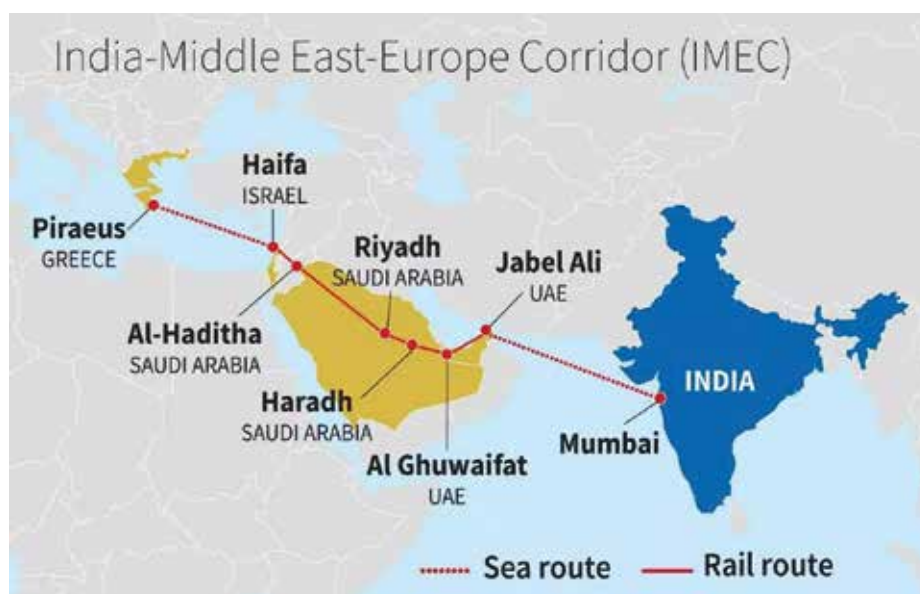 India-Middle East-Europe Corridor (IMEC)
Haifa
ISRAEL
Piraeus
GREECE
Riyadh
SAUDI ARABIA
Jabel Ali
UAE
Al-Haditha
SAUDI ARABIA
Haradh
SAUDI ARABIA
INDIA
Mumbai
Al Ghuwaifat
UAE
Sea route
Rail route